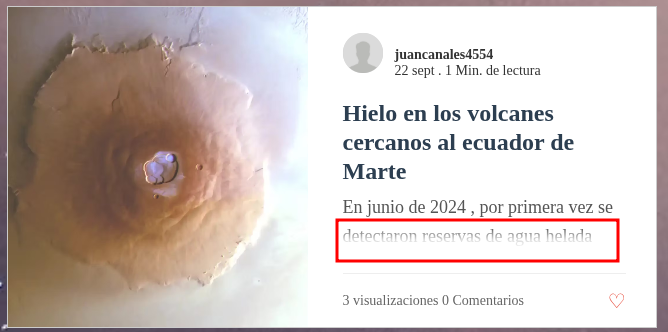 juancanales4554
22 sept . 1 Min. de lectura
Hielo en los volcanes
cercanos al ecuador de
Marte
En junio de 2024 , por primera vez se
detectaron reservas de agua helada
3 visualizaciones 0 Comentarios